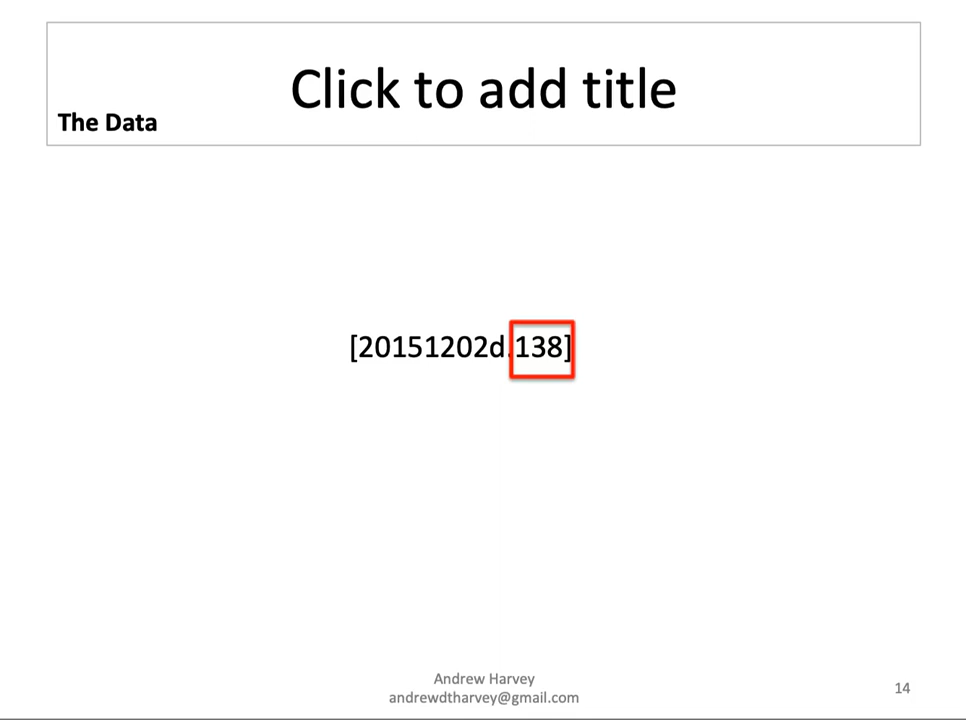 Click to add title
The Data
[20151202d.138]
Andrew Harvey
andrewdtharvey@gmail.com
14